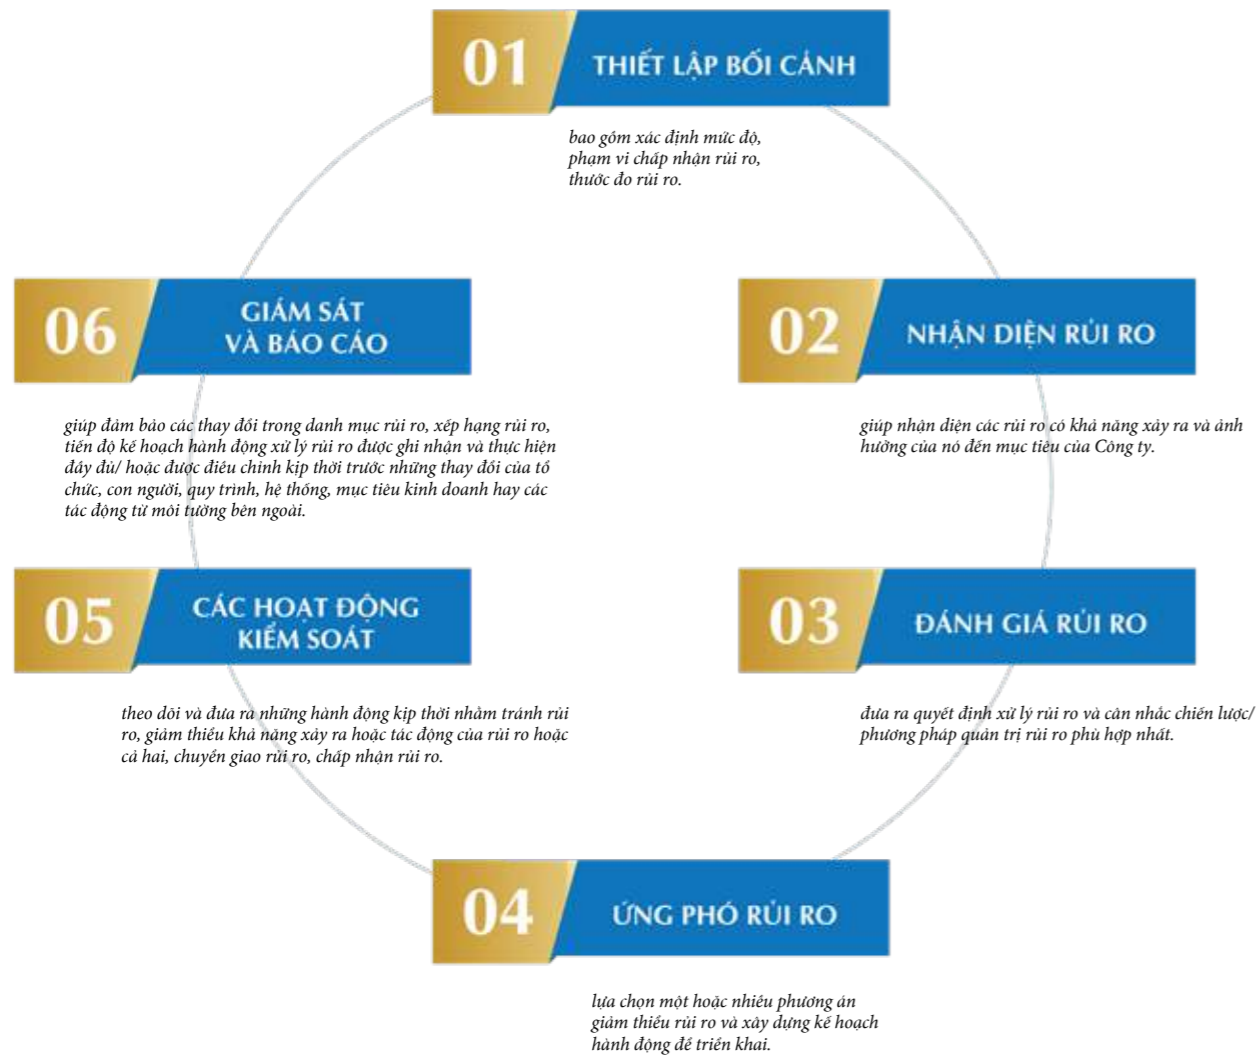 01
THIẾT LẬP BỐI CẢNH
bao gồm xác định mức độ,
phạm vi chấp nhận rủi ro,
thước đo rủi ro.
02
NHẬN DIỆN RỦI RO
giúp nhận diện các rủi ro có khả năng xảy ra và ảnh
hưởng của nó đến mục tiêu của Công ty.
03
ĐÁNH GIÁ RỦI RO
đưa ra quyết định xử lý rủi ro và cân nhắc chiến lược/
phương pháp quản trị rủi ro phù hợp nhất.
04
ỨNG PHÓ RỦI RO
lựa chọn một hoặc nhiều phương án
giảm thiểu rủi ro và xây dựng kế hoạch
hành động để triển khai.
05
CÁC HOẠT ĐỘNG
KIỂM SOÁT
theo dõi và đưa ra những hành động kịp thời nhằm tránh rủi
ro, giảm thiểu khả năng xảy ra hoặc tác động của rủi ro hoặc
cả hai, chuyển giao rủi ro, chấp nhận rủi ro.
06
GIÁM SÁT
VÀ BÁO CÁO
giúp đảm bảo các thay đổi trong danh mục rủi ro, xếp hạng rủi ro,
tiến độ kế hoạch hành động xử lý rủi ro được ghi nhận và thực hiện
đầy đủ/ hoặc được điều chỉnh kịp thời trước những thay đổi của tổ
chức, con người, quy trình, hệ thống, mục tiêu kinh doanh hay các
tác động từ môi tường bên ngoài.